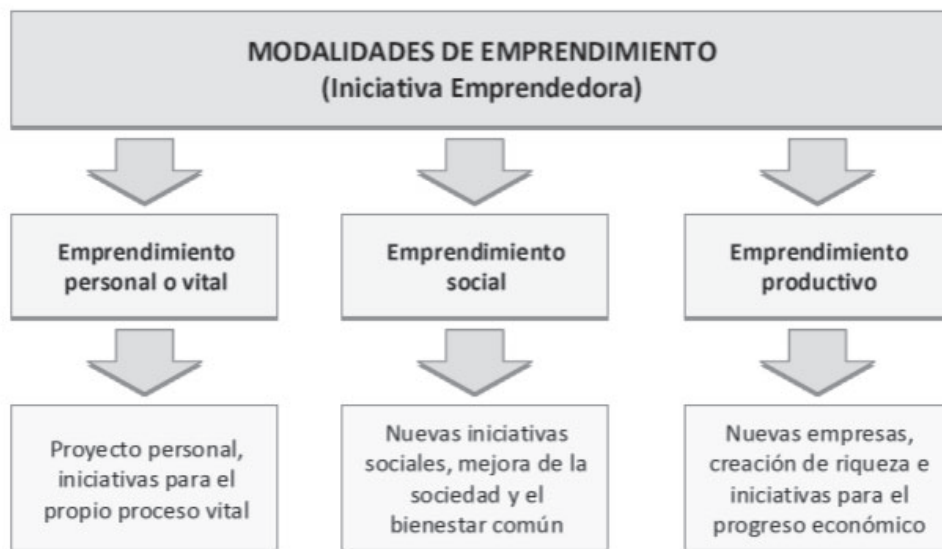 MODALIDADES DE EMPRENDIMIENTO
(Iniciativa Emprendedora)
Emprendimiento
personal o vital
Emprendimiento
social
Emprendimiento
productivo
Proyecto personal,
iniciativas para el
propio proceso vital
Nuevas iniciativas
sociales, mejora de la
sociedad y el
bienestar común
Nuevas empresas,
creación de riqueza e
iniciativas para el
progreso económico